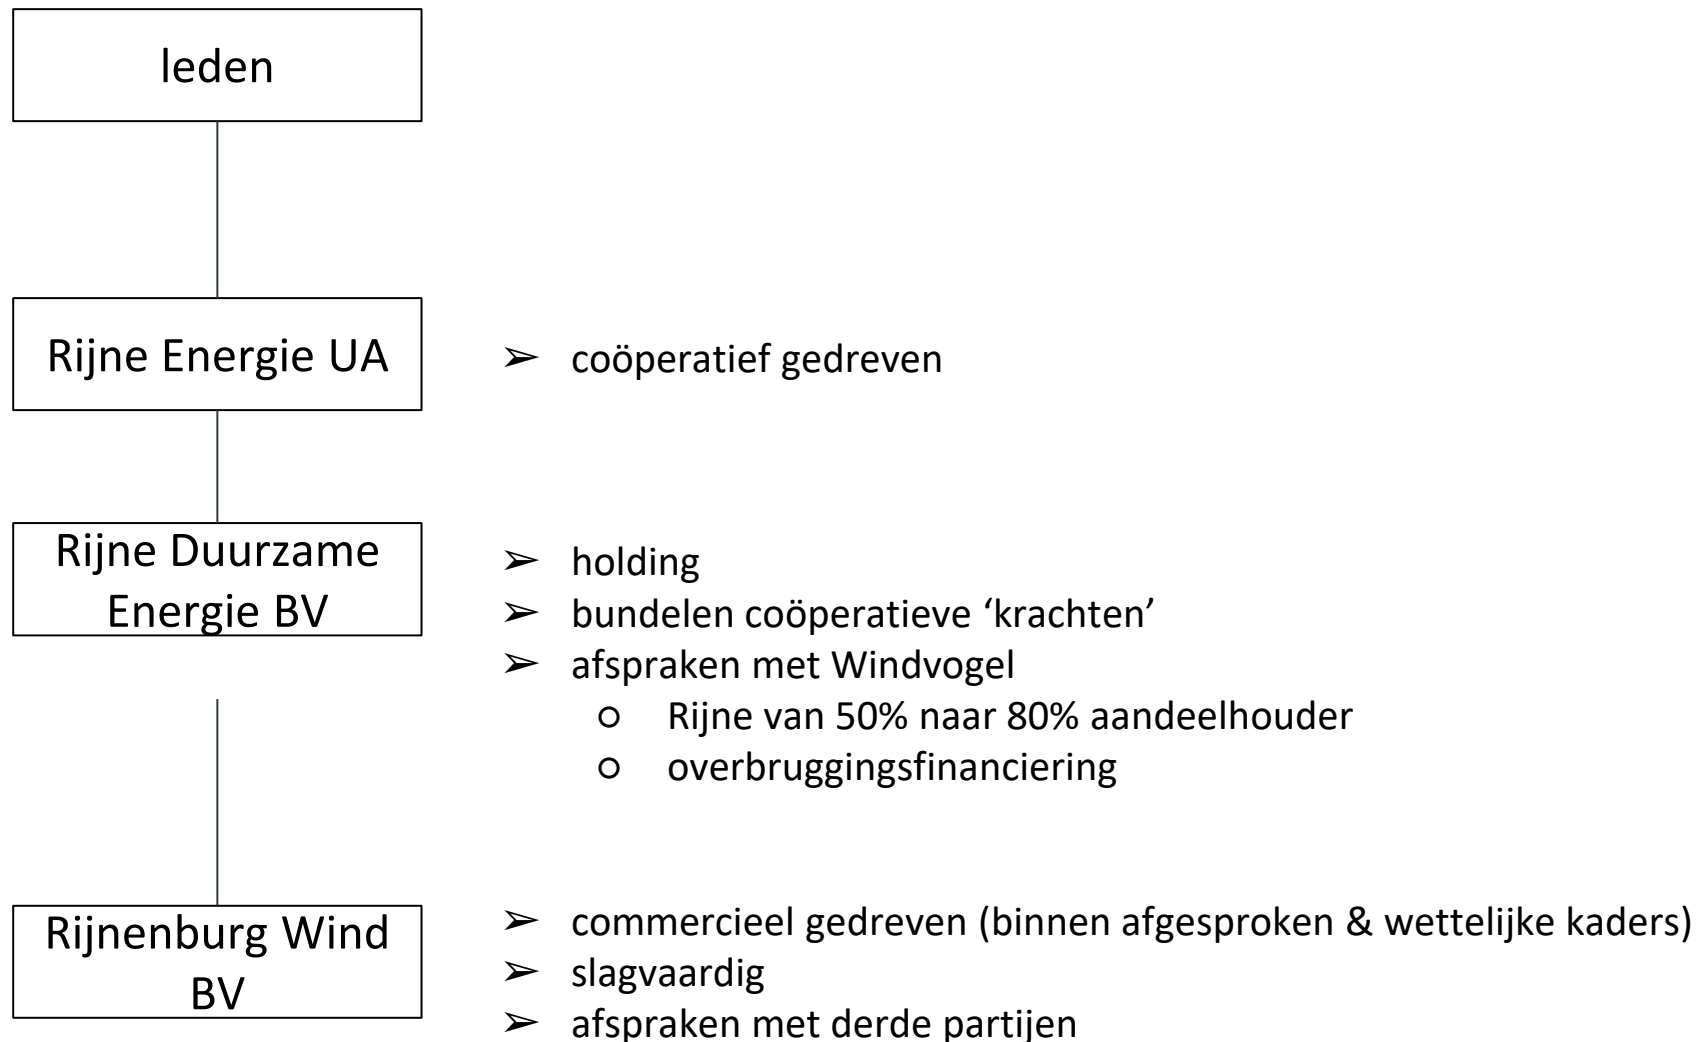 leden
Rijne Energie UA
➢ coöperatief gedreven
Rijne Duurzame
Energie BV
➢ holding
➢ bundelen coöperatieve ‘krachten’
➢ afspraken met Windvogel
○ Rijne van 50% naar 80% aandeelhouder
○ overbruggingsfinanciering
Rijnenburg Wind
BV
➢ commercieel gedreven (binnen afgesproken & wettelijke kaders)
➢ slagvaardig
➢ afspraken met derde partijen